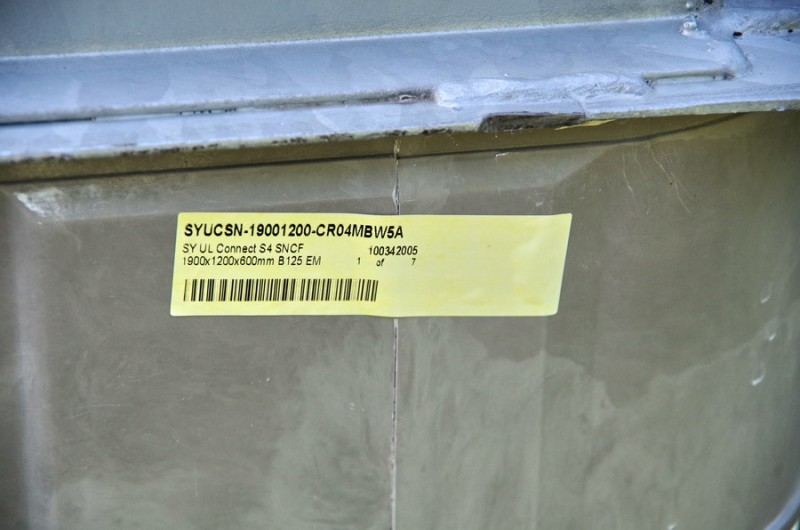 SYUCSN-19001200-CR04MBW5A
SY UL Connect S4 SNCF 100342005
1900x1200x600mm B125 EM 1 of 7